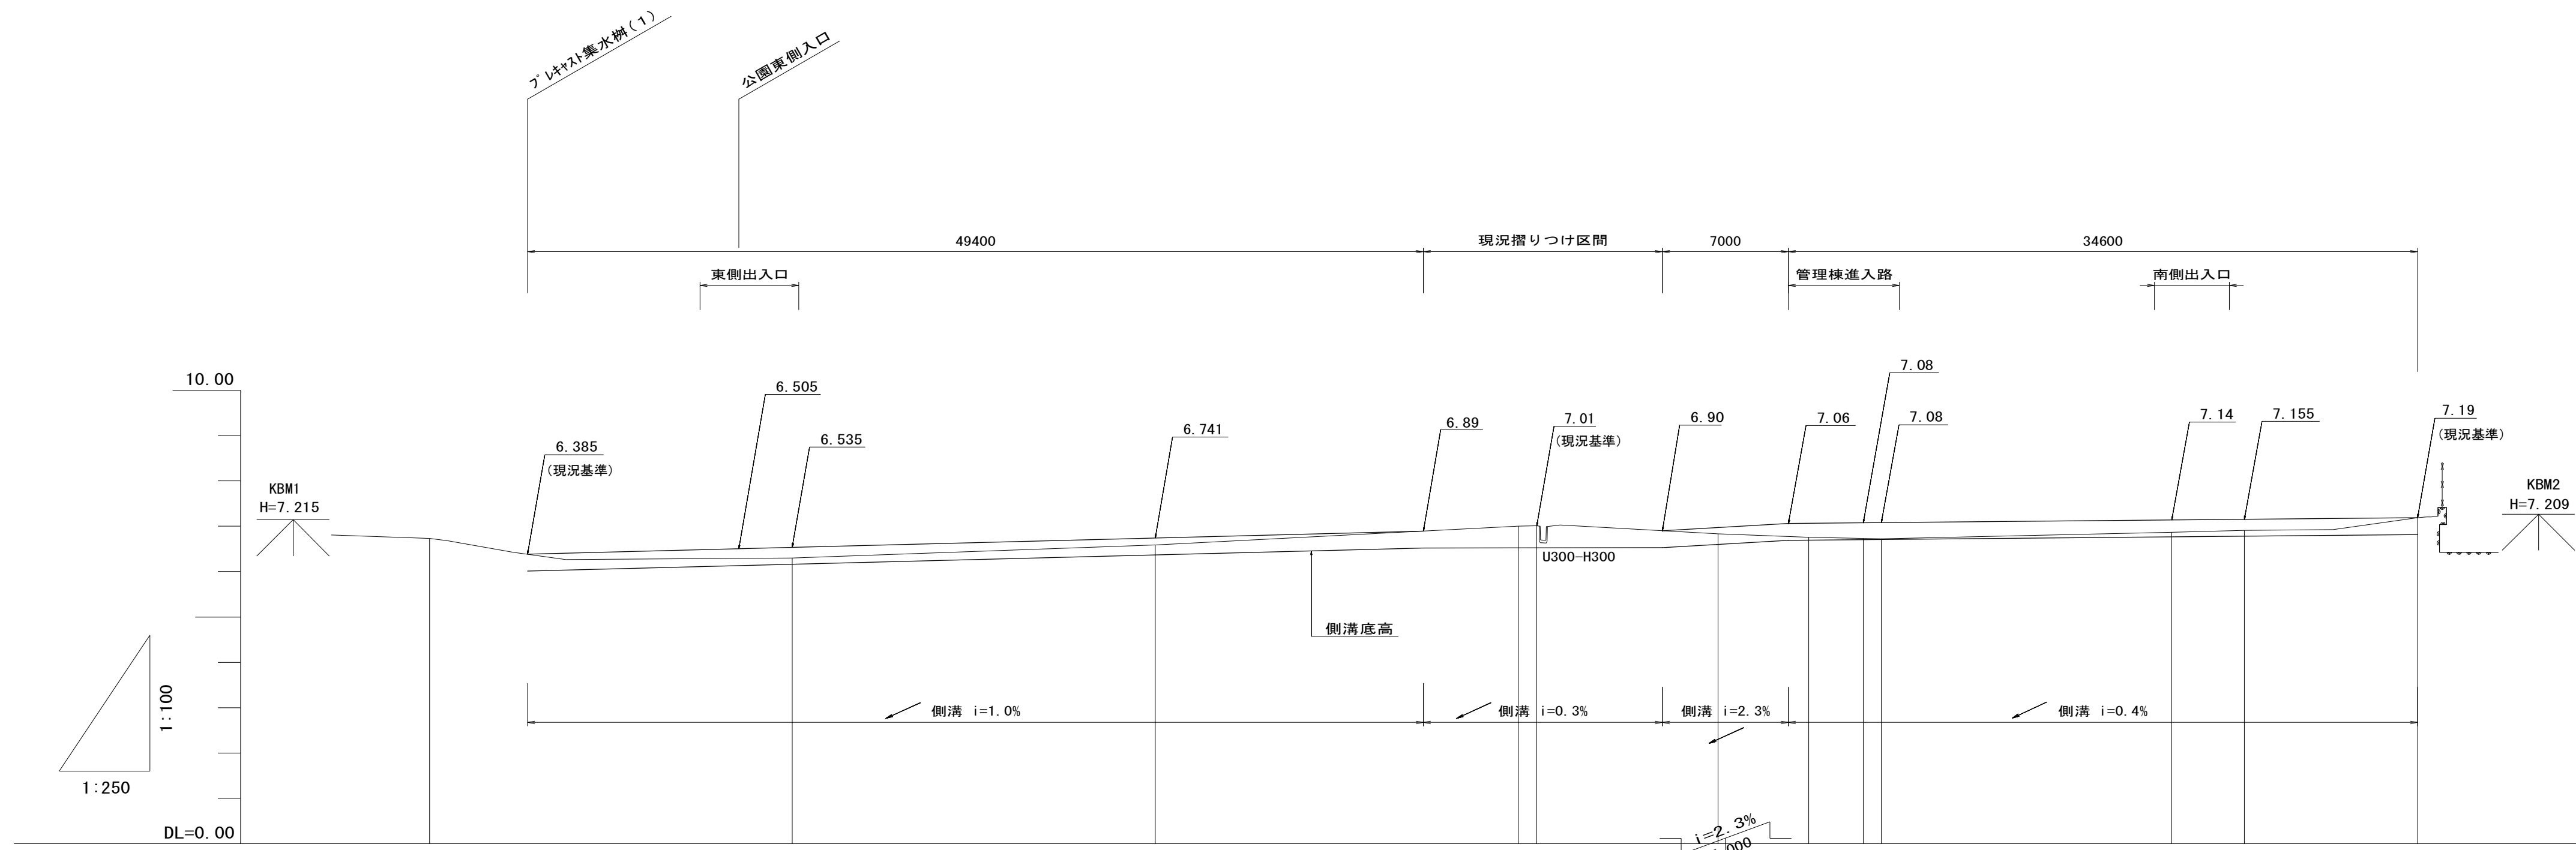 プレキャスト集水桝(1)
公園東側入口
49400
現況摺りつけ区間
7000
34600
東側出入口
管理棟進入路
南側出入口
10.00
6.505
7.08
6.385
(現況基準)
6.535
6.741
6.89
7.01
(現況基準)
6.90
7.06
7.08
7.14
7.155
7.19
(現況基準)
KBM1
H=7.215
KBM2
H=7.209
U300-H300
側溝底高
1:100
1:250
側溝 i=1.0%
側溝 i=0.3%
側溝 i=2.3%
側溝 i=0.4%
DL=0.00
i=2.3%